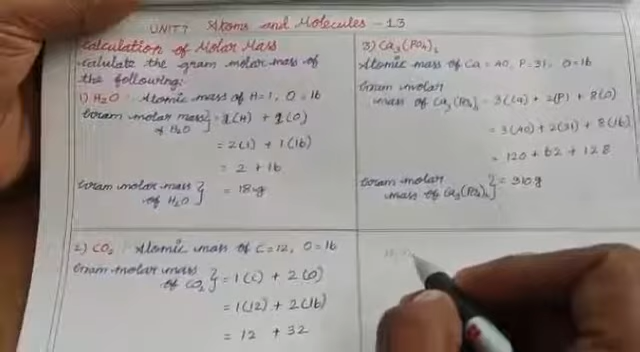 UNIT7 Atoms and Molecules - 13
Calculation of Molar Mass
Calulate the gram molar mass of
the following:
1) H₂O : Atomic mass of H=1, O=16
Gram molar mass
of H₂O } = 2(H) + 1(O)
= 2(1) + 1(16)
= 2 + 16
Gram molar mass
of H₂O } = 18g
2) CO₂ : Atomic mass of C=12, O=16
Gram molar mass
of CO₂ } = 1(C) + 2(O)
= 1(12) + 2(16)
= 12 + 32
3) Ca₃(PO₄)₂
Atomic mass of Ca = 40, P=31, O=16
Gram molar
mass of Ca₃(PO₄)₂ = 3(Ca) + 2(P) + 8(O)
= 3(40) + 2(31) + 8(16)
= 120 + 62 + 128
Gram molar
mass of Ca₃(PO₄)₂ } = 310g